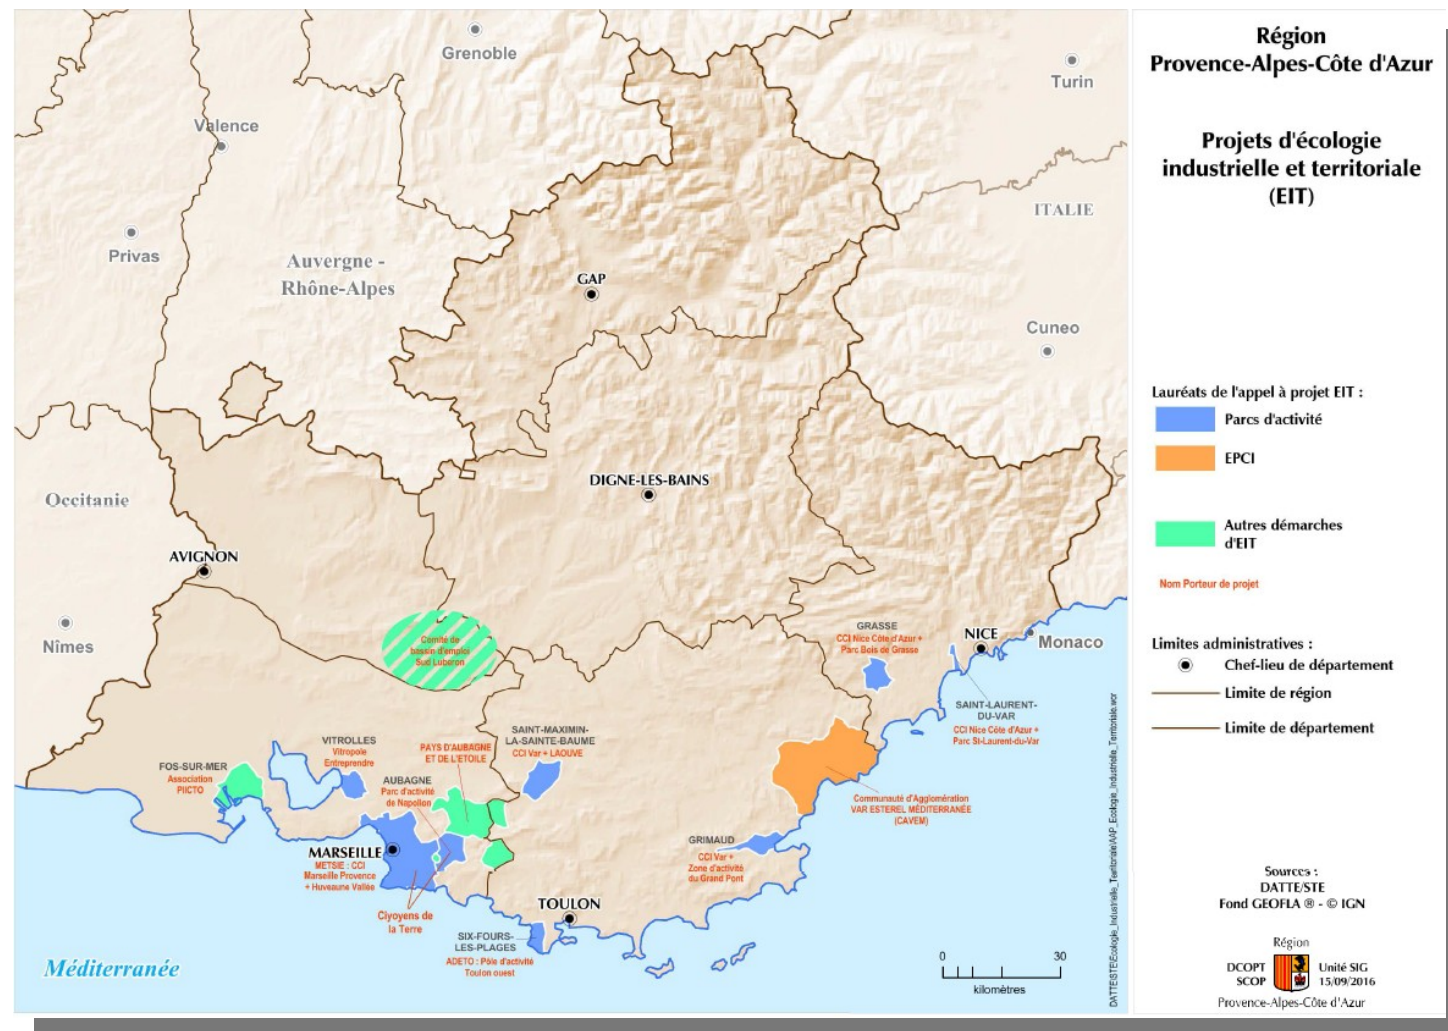 Région
Provence-Alpes-Côte d'Azur
Projets d'écologie
industrielle et territoriale
(EIT)
Lauréats de l'appel à projet EIT :
Parcs d'activité
EPCI
Autres démarches
d'EIT
Nom Porteur de projet
Limites administratives :
Chef-lieu de département
Limite de région
Limite de département
Sources :
DATTE/STE
Fond GEOFLA ® - © IGN
Région
DCOPT
SCOP
Unité SIG
15/09/2016
Provence-Alpes-Côte d'Azur
Grenoble
Turin
Valence
ITALIE
Privas
Auvergne -
Rhône-Alpes
GAP
Cuneo
Occitanie
DIGNE-LES-BAINS
AVIGNON
Nîmes
Comité de
bassin d'emploi
Sud Luberon
GRASSE
CCI Nice Côte d'Azur +
Parc Bois de Grasse
NICE
Monaco
SAINT-LAURENT-
DU-VAR
CCI Nice Côte d'Azur +
Parc St-Laurent-du-Var
SAINT-MAXIMIN-
LA-SAINTE-BAUME
CCI Var + LAOUVE
VITROLLES
Vitropole
Entreprendre
PAYS D'AUBAGNE
ET DE L'ETOILE
FOS-SUR-MER
Association
PIICTO
AUBAGNE
Parc d'activité
de Napollon
Communauté d'Agglomération
VAR ESTEREL MÉDITERRANÉE
(CAVEM)
MARSEILLE
METSIE : CCI
Marseille Provence
+ Huveaune Vallée
GRIMAUD
CCI Var +
Zone d'activité
du Grand Pont
Ciyoyens de
la Terre
TOULON
SIX-FOURS-
LES-PLAGES
ADETO : Pôle d'activité
Toulon ouest
Méditerranée
0
30
kilomètres
DATTE\STE\Ecologie_Industrielle_Territoriale\AAP_Ecologie_Industrielle_Territoriale.wor